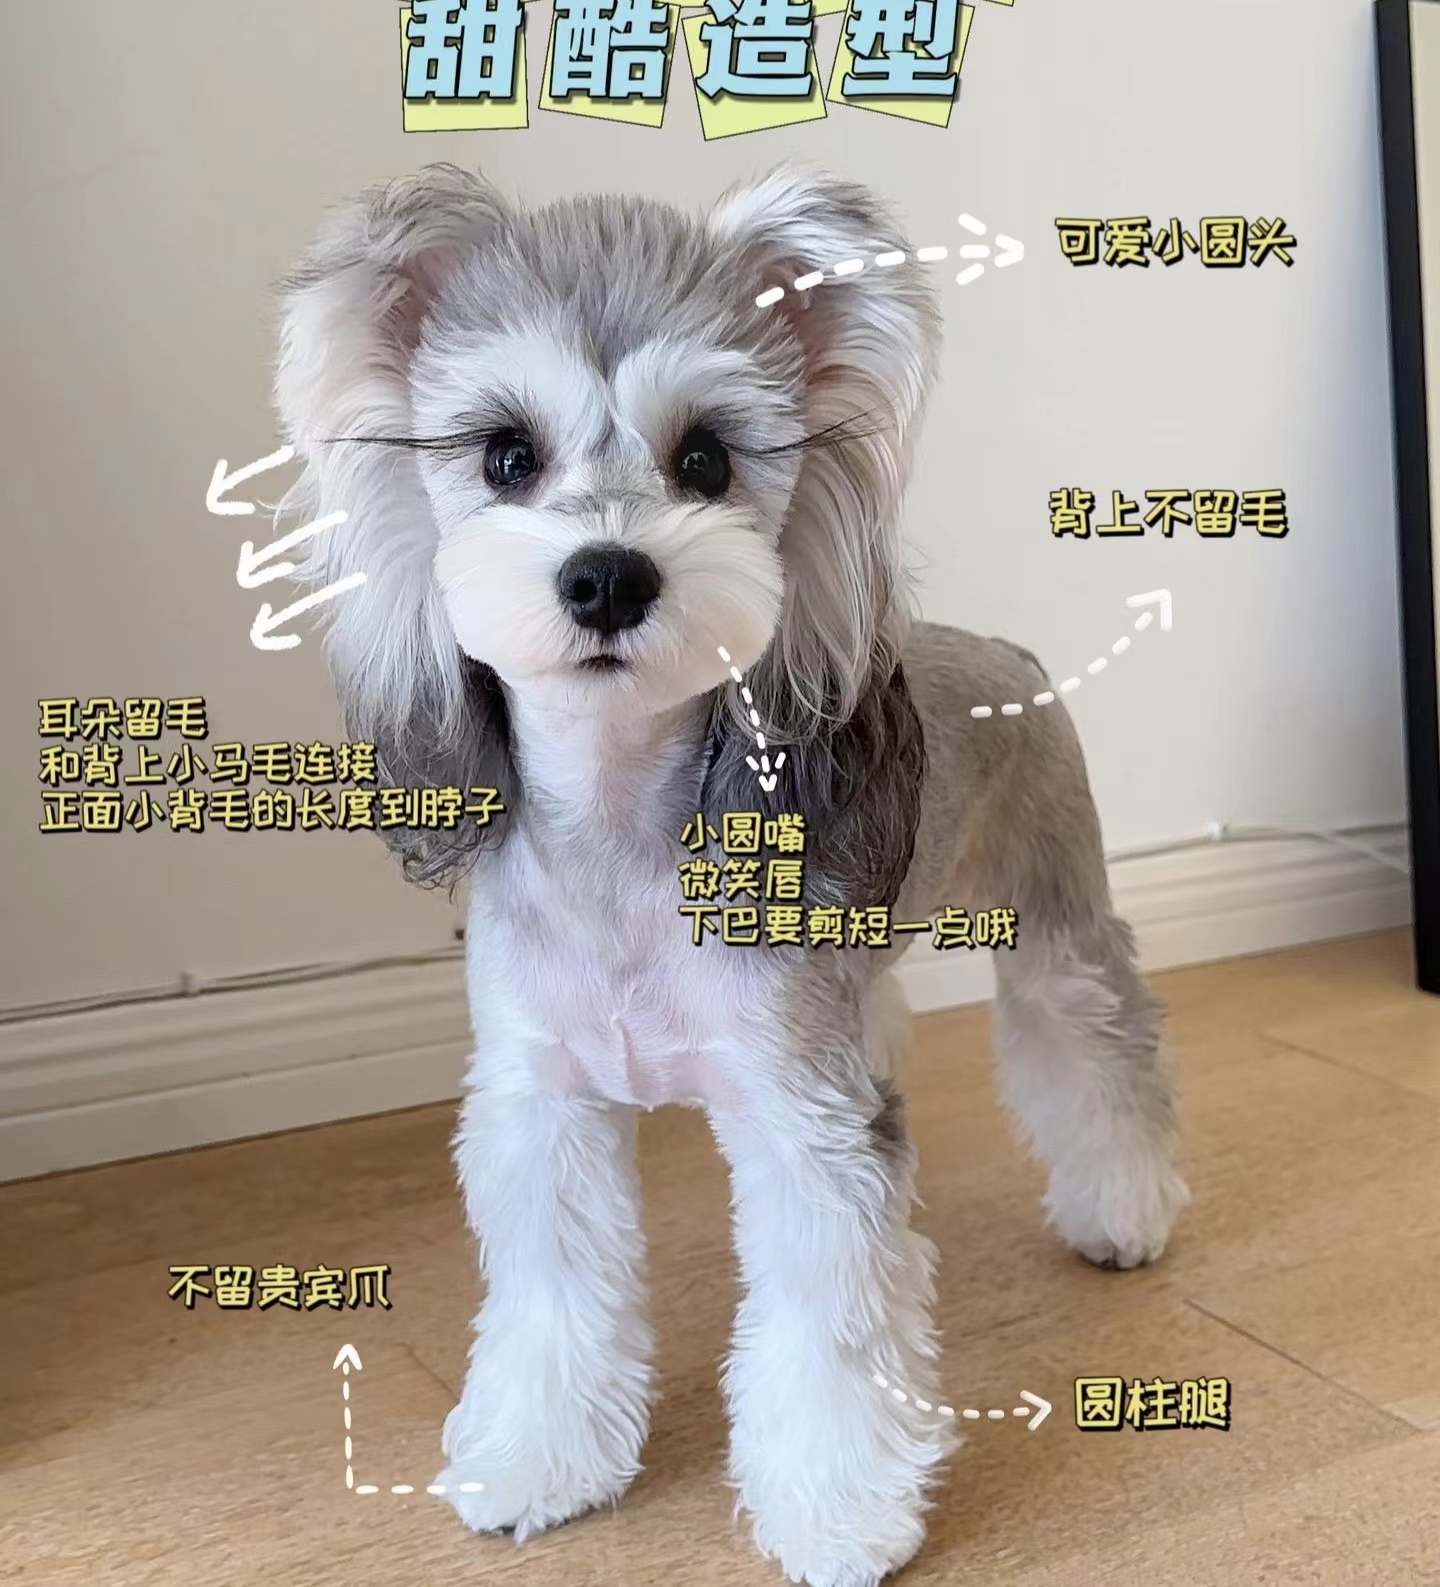 甜酷造型
可爱小圆头
背上不留毛
耳朵留毛
和背上小马毛连接
正面小背毛的长度到脖子
小圆嘴
微笑唇
下巴要剪短一点哦
不留贵宾爪
圆柱腿